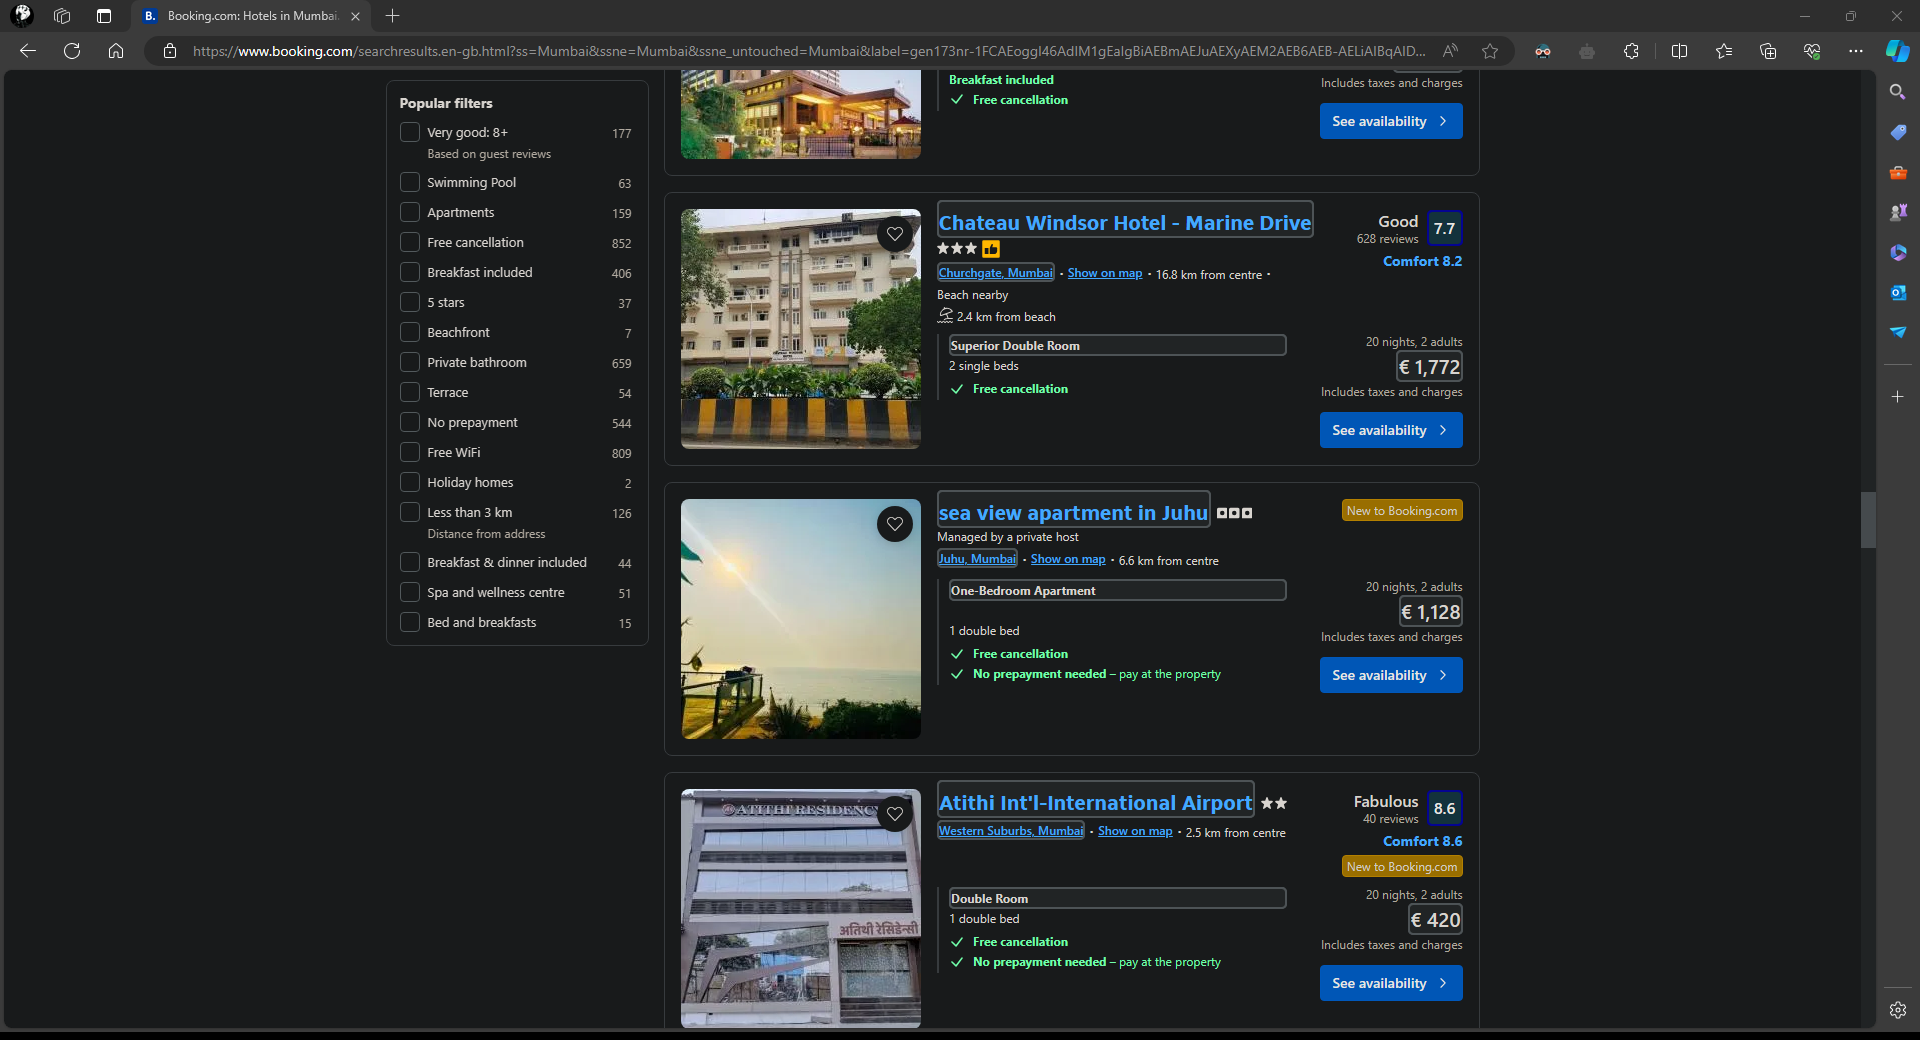 Booking.com: Hotels in Mumbai.
https://www.booking.com/searchresults.en-gb.html?ss=Mumbai&ssne=Mumbai&ssne_untouched=Mumbai&label=gen173nr-1FCAEoggI46AdIM1gEaIgBiAEBmAEJuAEXyAEM2AEB6AEB-AELiAIBqAID...
Popular filters
Very good: 8+ 177
Based on guest reviews
Swimming Pool 63
Apartments 159
Free cancellation 852
Breakfast included 406
5 stars 37
Beachfront 7
Private bathroom 659
Terrace 54
No prepayment 544
Free WiFi 809
Holiday homes 2
Less than 3 km 126
Distance from address
Breakfast & dinner included 44
Spa and wellness centre 51
Bed and breakfasts 15
Breakfast included
Free cancellation
Includes taxes and charges
See availability
Chateau Windsor Hotel - Marine Drive
Good 7.7
628 reviews
Comfort 8.2
Churchgate, Mumbai • Show on map • 16.8 km from centre •
Beach nearby
2.4 km from beach
Superior Double Room
2 single beds
Free cancellation
20 nights, 2 adults
€ 1,772
Includes taxes and charges
See availability
sea view apartment in Juhu
New to Booking.com
Managed by a private host
Juhu, Mumbai • Show on map • 6.6 km from centre
One-Bedroom Apartment
1 double bed
Free cancellation
No prepayment needed – pay at the property
20 nights, 2 adults
€ 1,128
Includes taxes and charges
See availability
ATITHI RESIDENCY
अतिथी रेसिडेन्सी
Atithi Int'l-International Airport
Fabulous 8.6
40 reviews
Comfort 8.6
New to Booking.com
Western Suburbs, Mumbai • Show on map • 2.5 km from centre
Double Room
1 double bed
Free cancellation
No prepayment needed – pay at the property
20 nights, 2 adults
€ 420
Includes taxes and charges
See availability